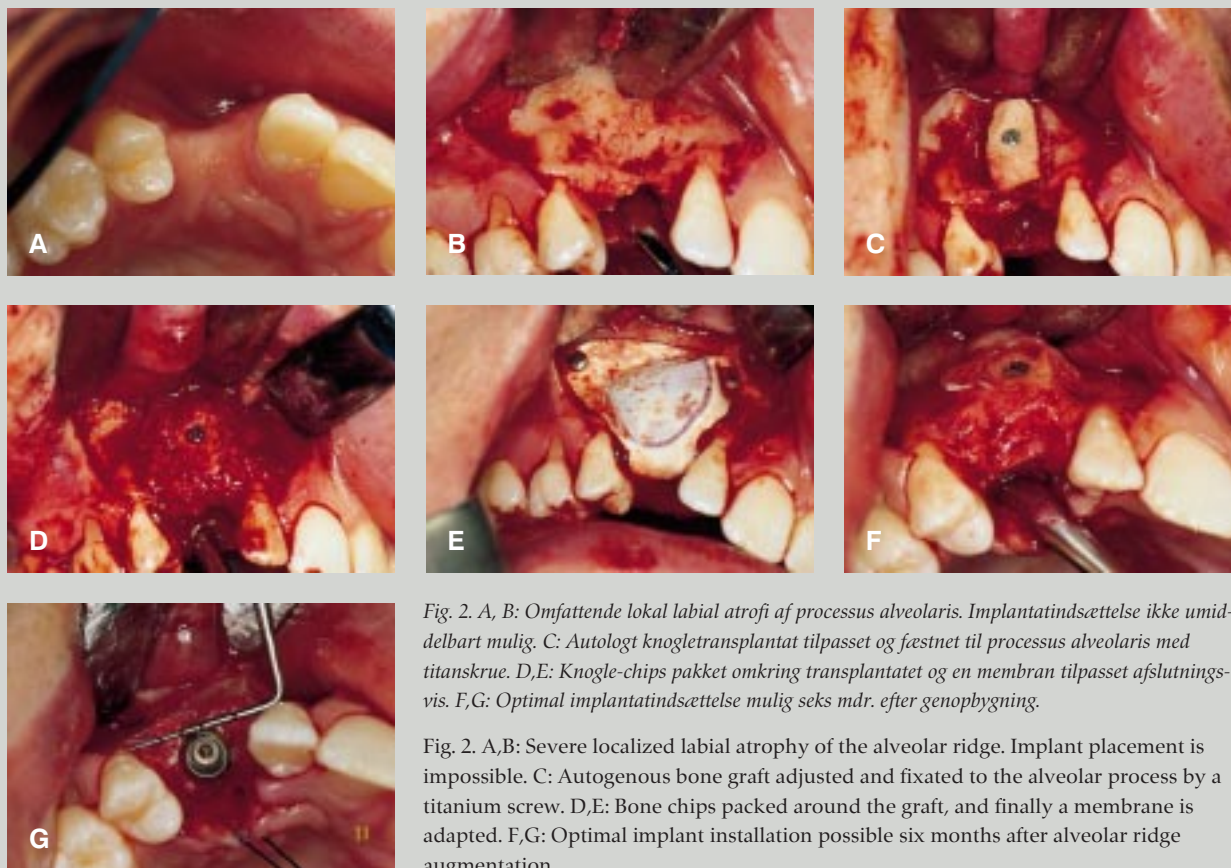 A
B
C
D
E
F
Fig. 2. A, B: Omfattende lokal labial atrofi af processus alveolaris. Implantatindsættelse ikke umid-
delbart mulig. C: Autologt knogletransplantat tilpasset og fæstnet til processus alveolaris med
titanskrue. D,E: Knogle-chips pakket omkring transplantatet og en membran tilpasset afslutnings-
vis. F,G: Optimal implantatindsættelse mulig seks mdr. efter genopbygning.
Fig. 2. A,B: Severe localized labial atrophy of the alveolar ridge. Implant placement is
impossible. C: Autogenous bone graft adjusted and fixated to the alveolar process by a
titanium screw. D,E: Bone chips packed around the graft, and finally a membrane is
adapted. F,G: Optimal implant installation possible six months after alveolar ridge
augmentation
G